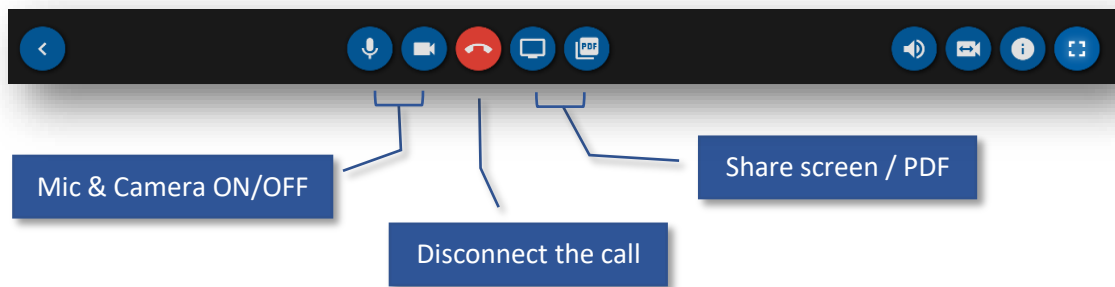 PDF
Mic & Camera ON/OFF
Share screen / PDF
Disconnect the call